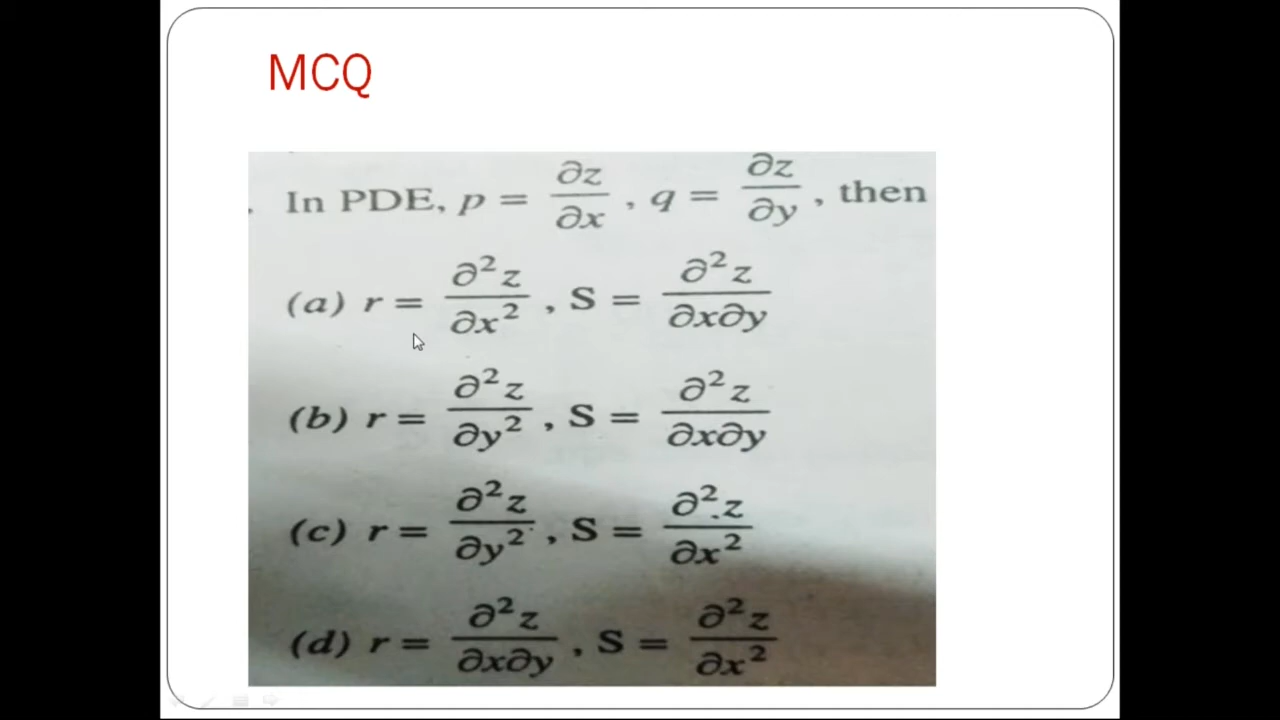 MCQ
. In PDE, p = ∂z/∂x , q = ∂z/∂y , then
(a) r = ∂²z/∂x² , S = ∂²z/∂x∂y
(b) r = ∂²z/∂y² , S = ∂²z/∂x∂y
(c) r = ∂²z/∂y² , S = ∂²z/∂x²
(d) r = ∂²z/∂x∂y , S = ∂²z/∂x²